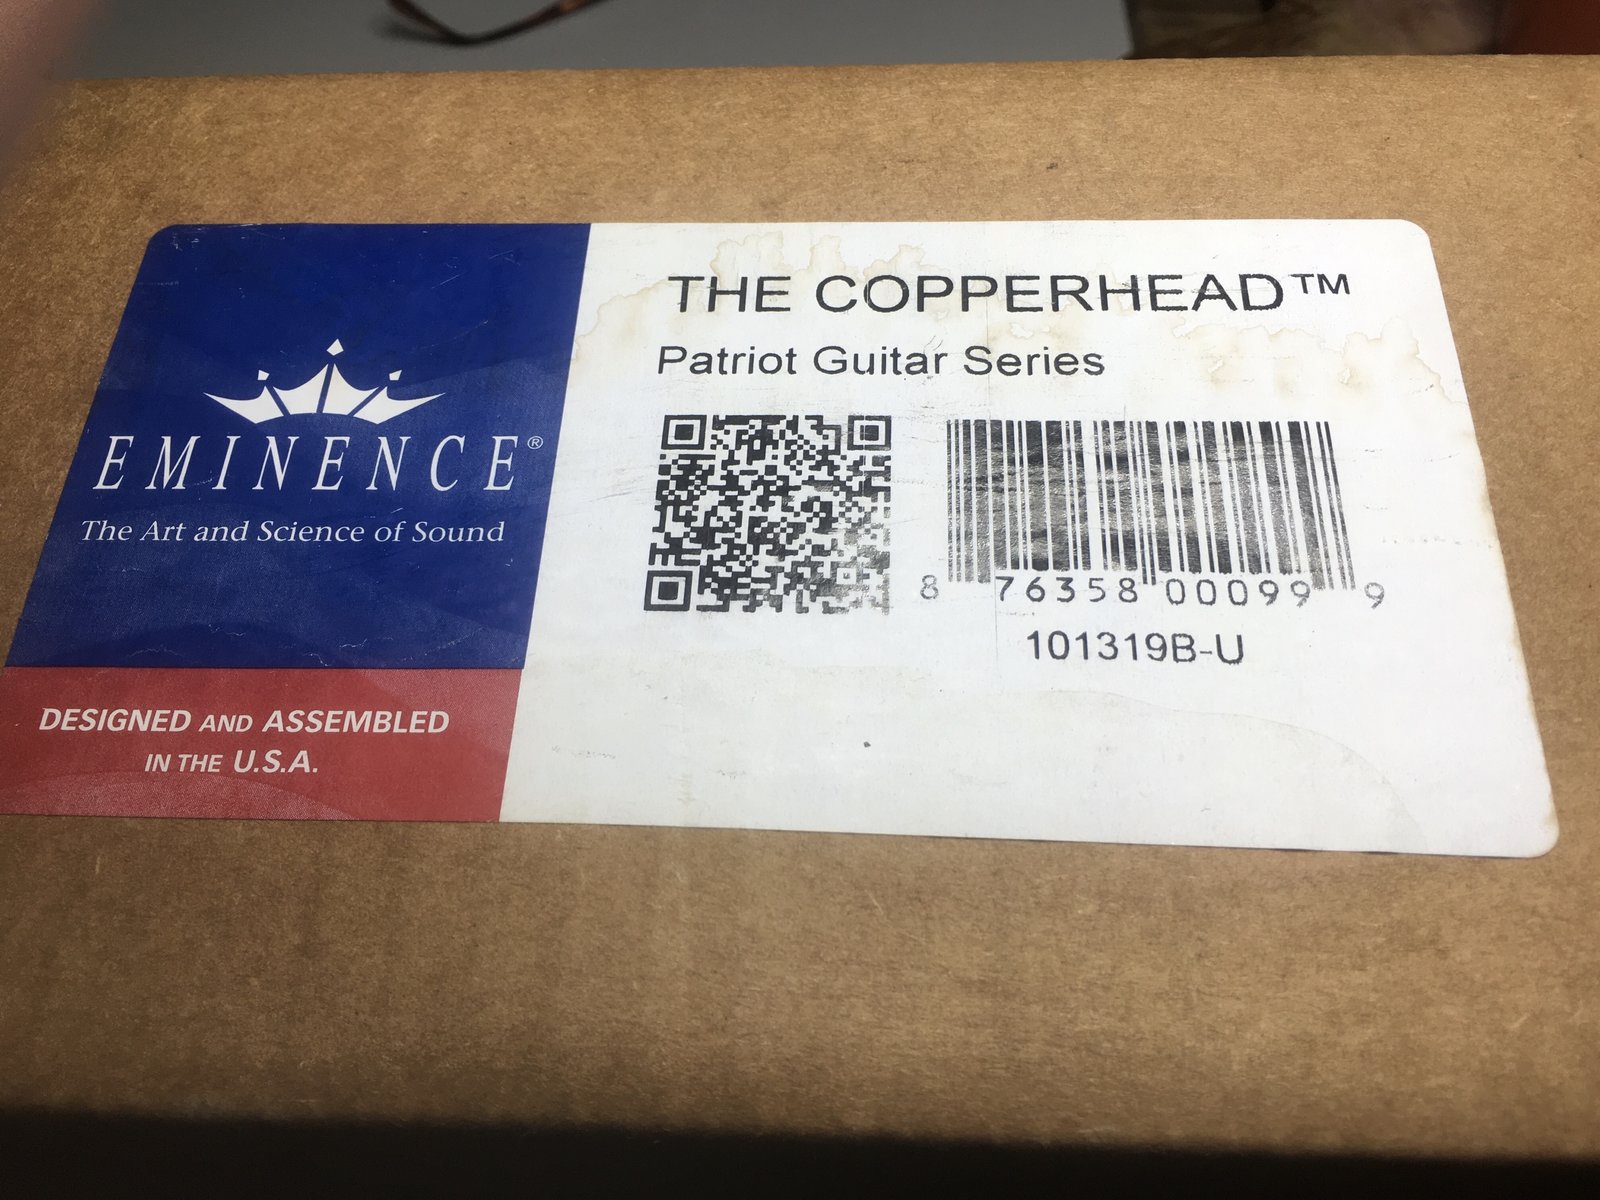 EMINENCE®
The Art and Science of Sound
DESIGNED AND ASSEMBLED
IN THE U.S.A.
THE COPPERHEAD™
Patriot Guitar Series
8 76358 00099 9
101319B-U